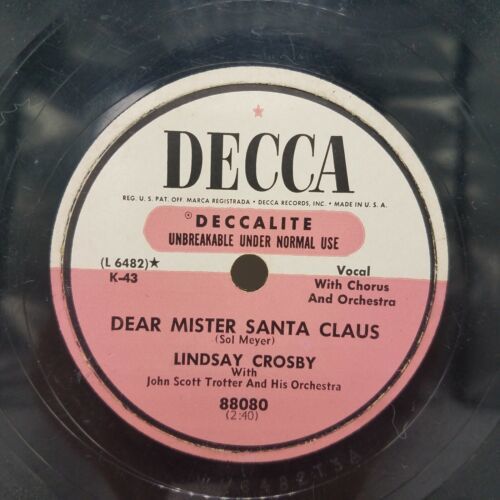 DECCA
REG. U. S. PAT. OFF. MARCA REGISTRADA • DECCA RECORDS, INC. • MADE IN U. S. A.
® DECCALITE
UNBREAKABLE UNDER NORMAL USE
(L 6482)★
K-43
Vocal
With Chorus
And Orchestra
DEAR MISTER SANTA CLAUS
(Sol Meyer)
LINDSAY CROSBY
With
John Scott Trotter And His Orchestra
88080
(2:40)